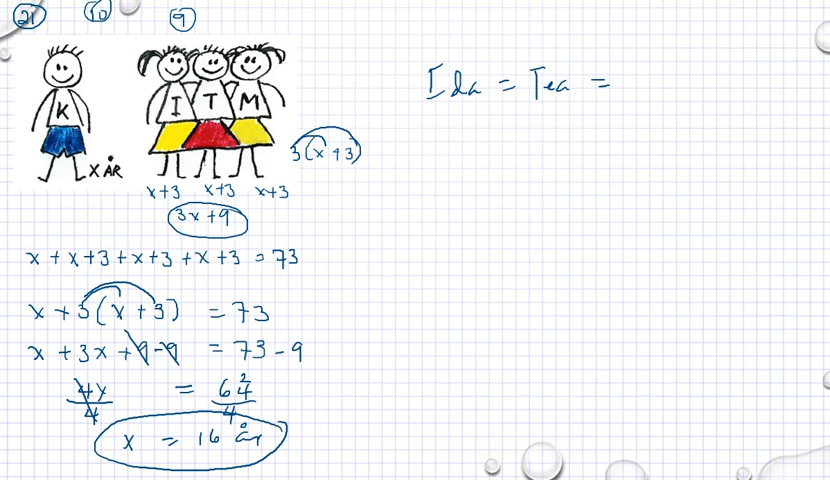 21 10 9
K I T M
x ÅR
3(x+3)
x+3 x+3 x+3
3x+9
x + x+3 + x+3 + x+3 = 73
x + 3(x + 3) = 73
x + 3x + 9 - 9 = 73 - 9
4x/4 = 64/4
x = 16 år
Ida = Tea =